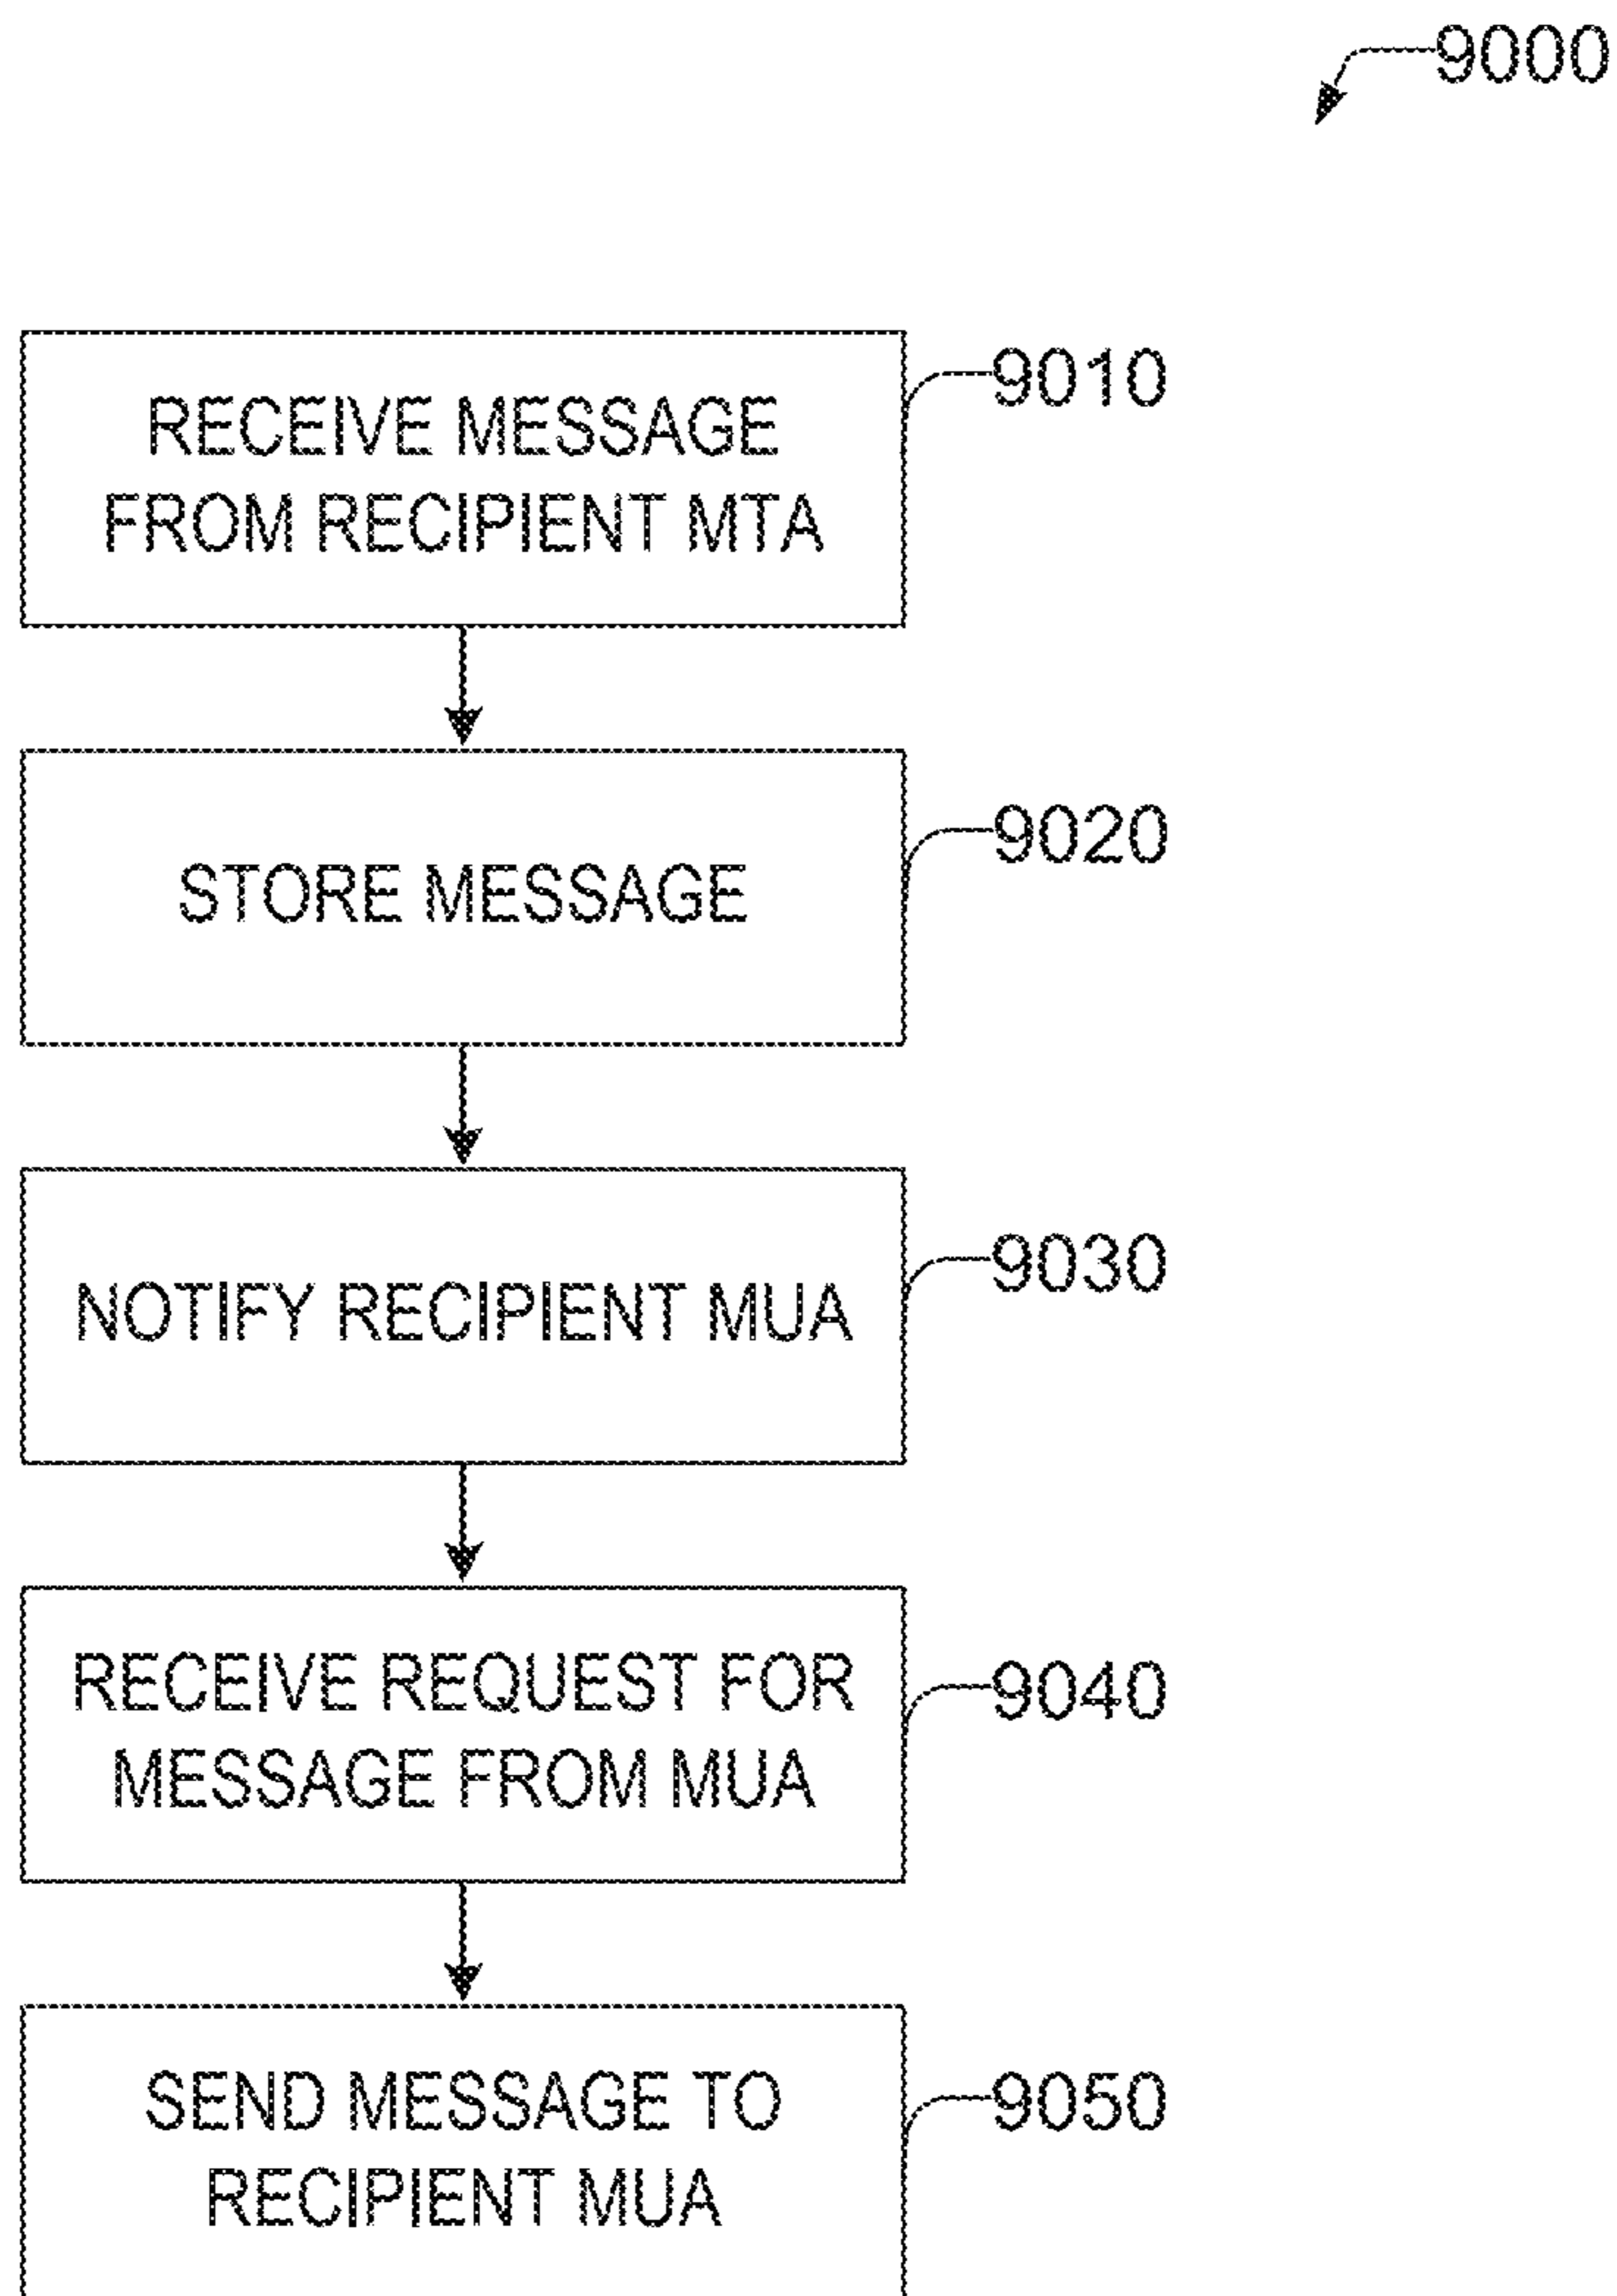 9000
RECEIVE MESSAGE
FROM RECIPIENT MTA
9010
STORE MESSAGE
9020
NOTIFY RECIPIENT MUA
9030
RECEIVE REQUEST FOR
MESSAGE FROM MUA
9040
SEND MESSAGE TO
RECIPIENT MUA
9050